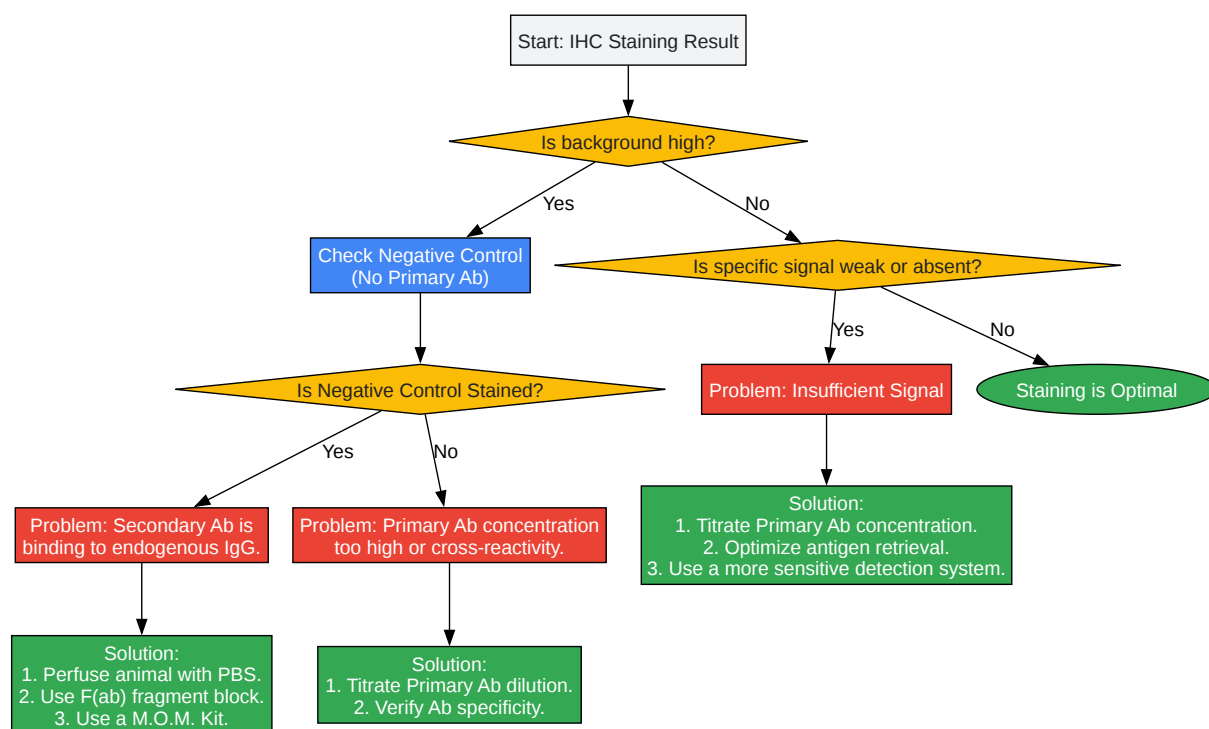 Start: IHC Staining Result
Is background high?
Yes
No
Check Negative Control
(No Primary Ab)
Is specific signal weak or absent?
Yes
No
Is Negative Control Stained?
Problem: Insufficient Signal
Staining is Optimal
Yes
No
Problem: Secondary Ab is
binding to endogenous IgG.
Problem: Primary Ab concentration
too high or cross-reactivity.
Solution:
1. Titrate Primary Ab concentration.
2. Optimize antigen retrieval.
3. Use a more sensitive detection system.
Solution:
1. Perfuse animal with PBS.
2. Use F(ab) fragment block.
3. Use a M.O.M. Kit.
Solution:
1. Titrate Primary Ab dilution.
2. Verify Ab specificity.